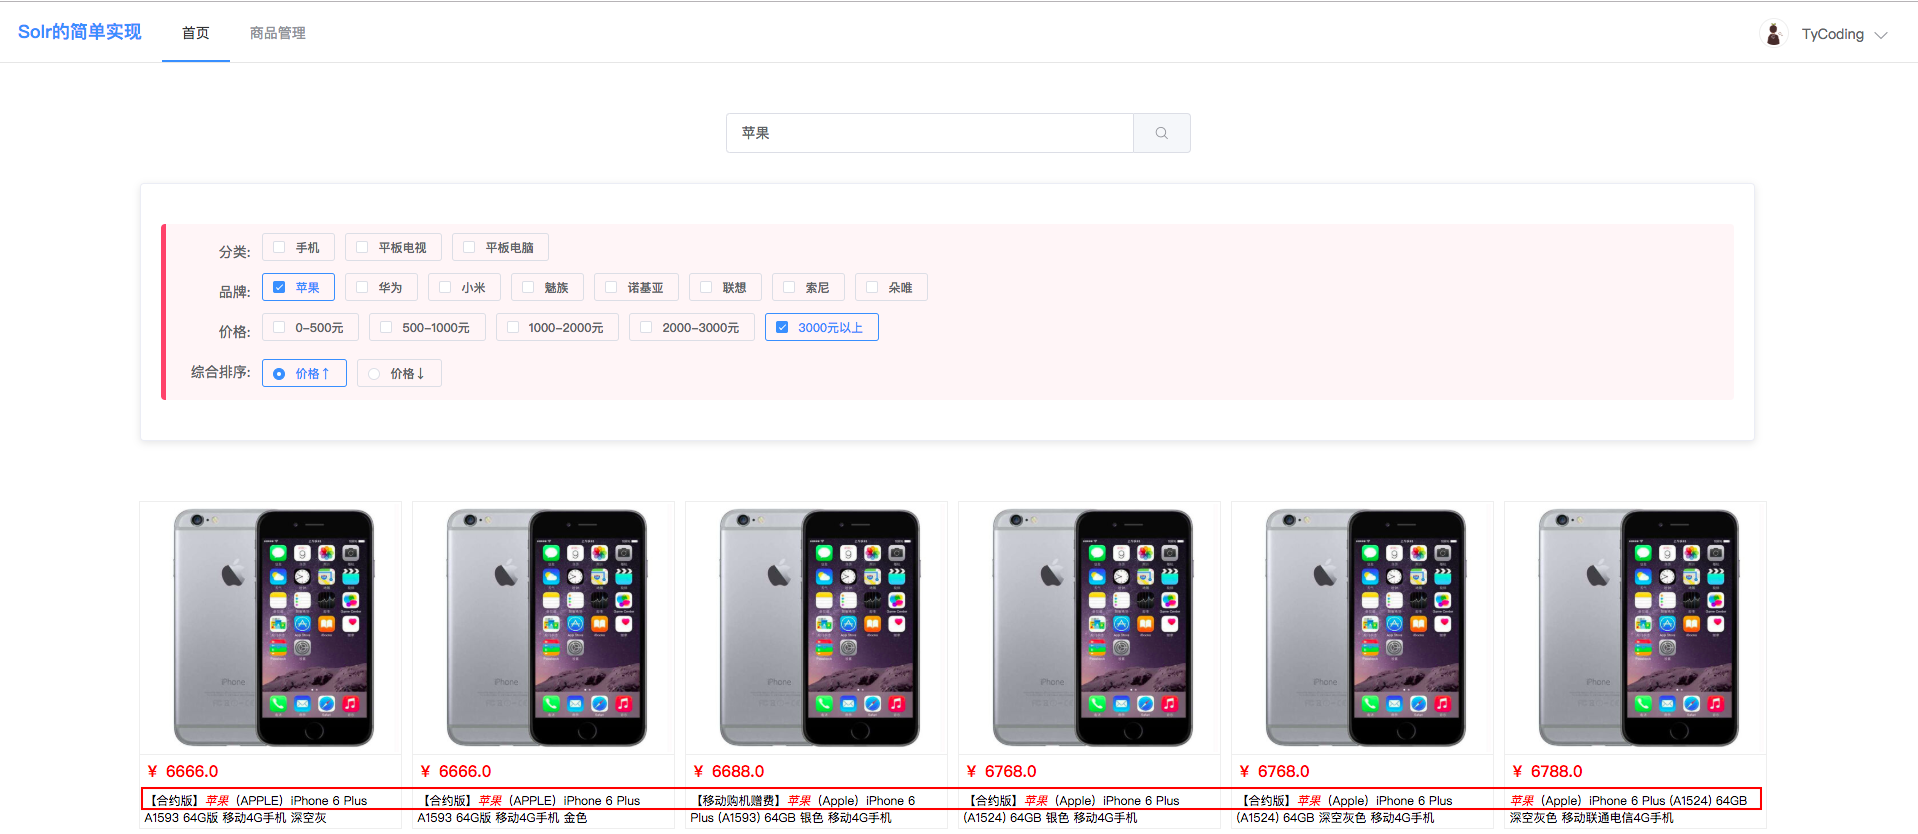 Solr的简单实现 首页 商品管理 TyCoding
苹果
分类: 手机 平板电视 平板电脑
品牌: 苹果 华为 小米 魅族 诺基亚 联想 索尼 朵唯
价格: 0-500元 500-1000元 1000-2000元 2000-3000元 3000元以上
综合排序: 价格↑ 价格↓
¥ 6666.0
【合约版】苹果（APPLE）iPhone 6 Plus
A1593 64G版 移动4G手机 深空灰
¥ 6666.0
【合约版】苹果（APPLE）iPhone 6 Plus
A1593 64G版 移动4G手机 金色
¥ 6688.0
【移动购机赠费】苹果（Apple）iPhone 6
Plus (A1593) 64GB 银色 移动4G手机
¥ 6768.0
【合约版】苹果（Apple）iPhone 6 Plus
(A1524) 64GB 银色 移动4G手机
¥ 6768.0
【合约版】苹果（Apple）iPhone 6 Plus
(A1524) 64GB 深空灰色 移动4G手机
¥ 6788.0
苹果（Apple）iPhone 6 Plus (A1524) 64GB
深空灰色 移动联通电信4G手机